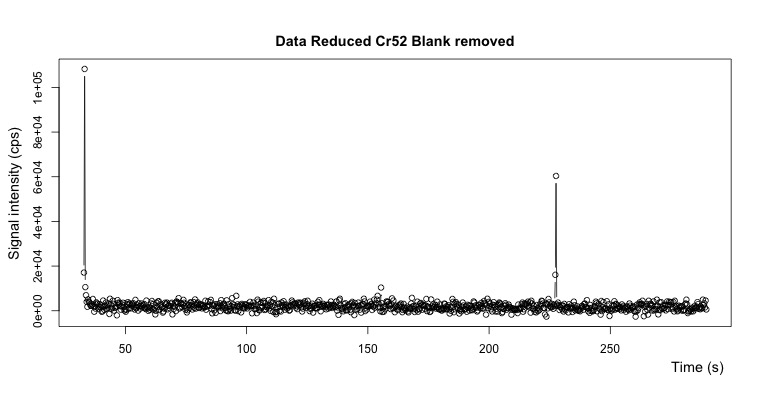 Data Reduced Cr52 Blank removed
Signal intensity (cps)
1e+05
8e+04
6e+04
4e+04
2e+04
0e+00
50 100 150 200 250
Time (s)